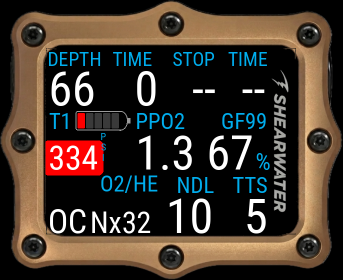 DEPTH TIME STOP TIME
66 0 -- --
T1 PPO2 GF99
PSI
334 1.3 67%
O2/HE NDL TTS
OC Nx32 10 5
SHEARWATER